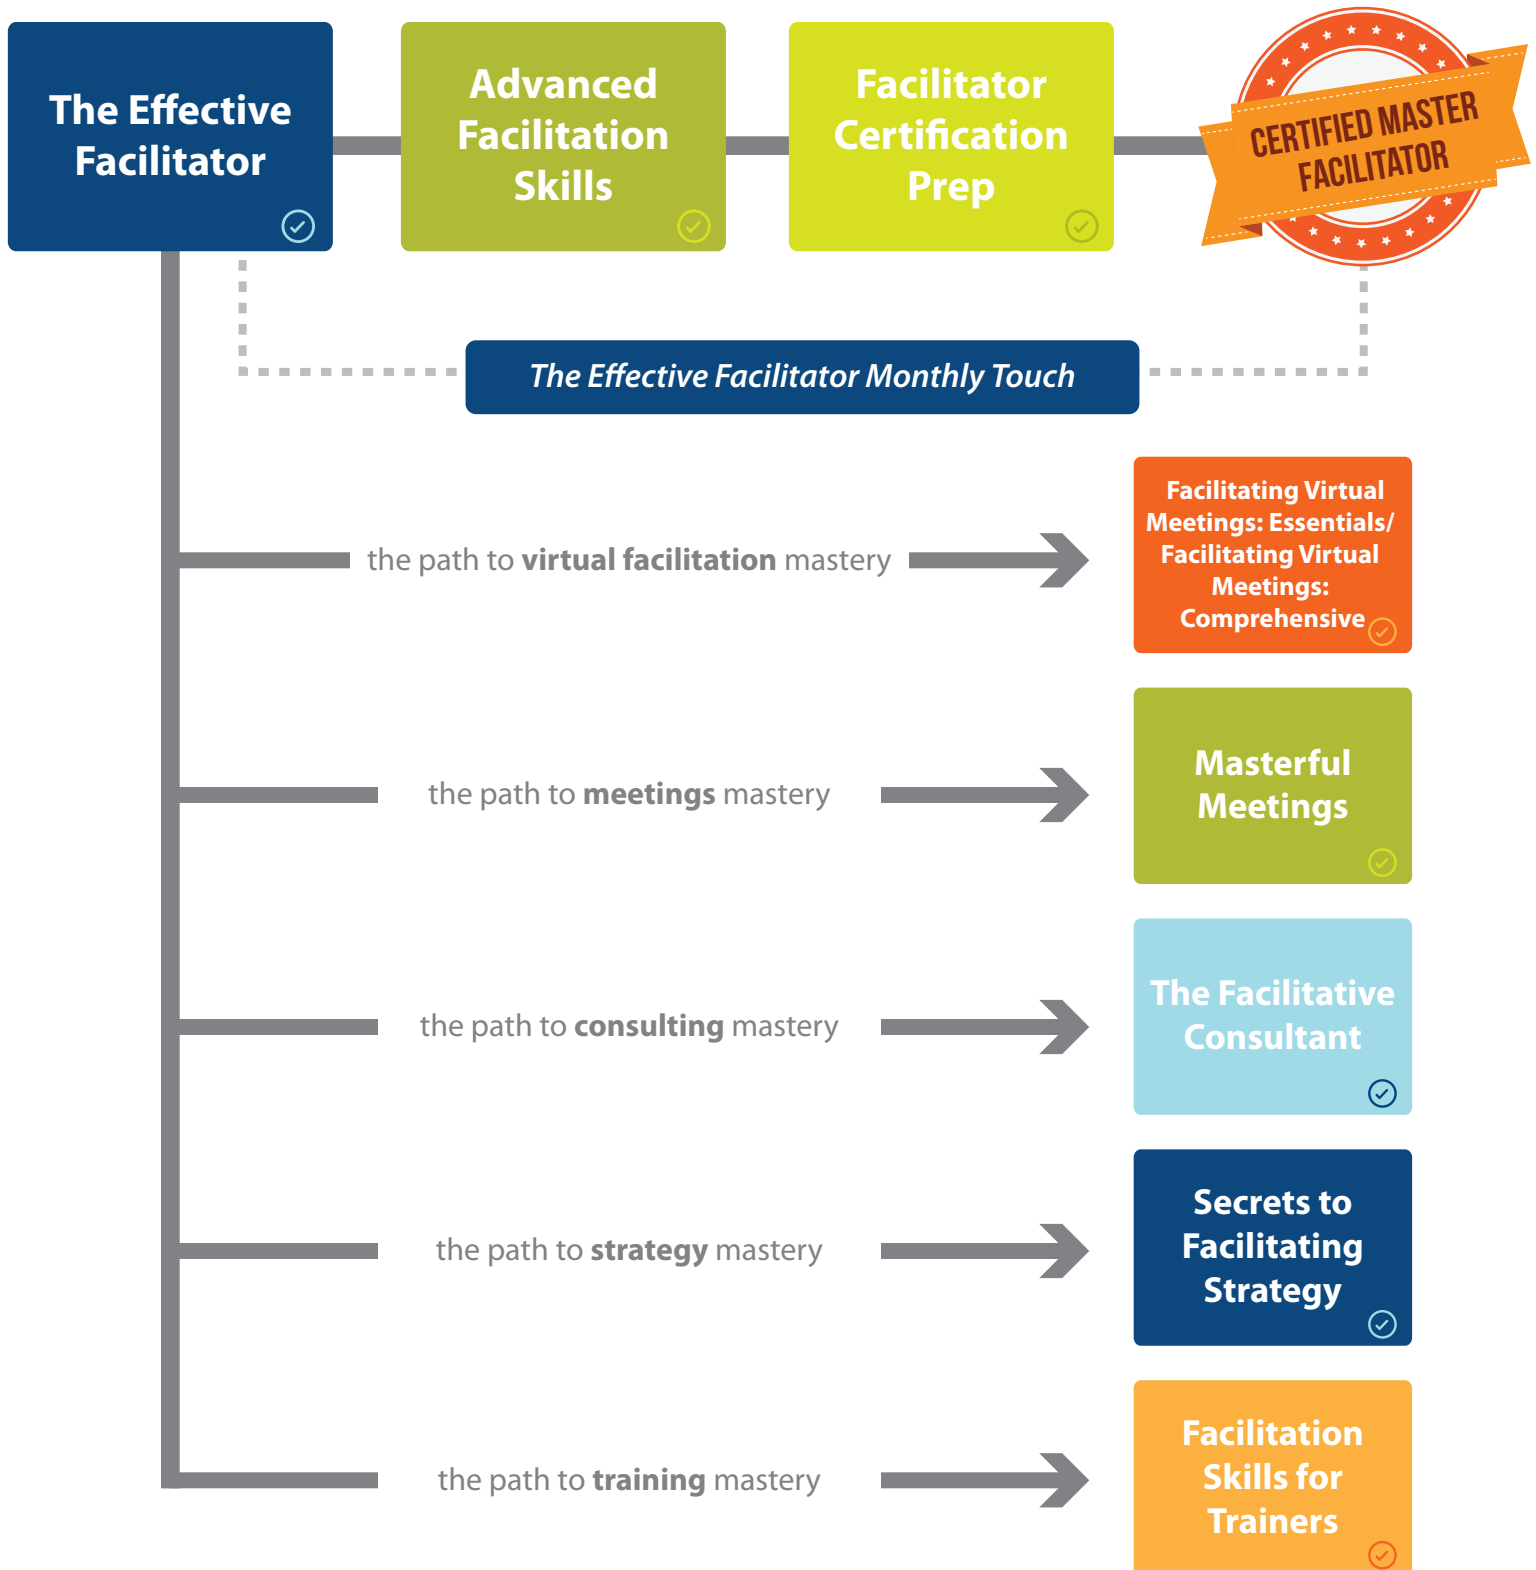 The Effective
Facilitator
Advanced
Facilitation
Skills
Facilitator
Certification
Prep
CERTIFIED MASTER
FACILITATOR
The Effective Facilitator Monthly Touch
the path to virtual facilitation mastery
Facilitating Virtual
Meetings: Essentials/
Facilitating Virtual
Meetings:
Comprehensive
the path to meetings mastery
Masterful
Meetings
the path to consulting mastery
The Facilitative
Consultant
the path to strategy mastery
Secrets to
Facilitating
Strategy
the path to training mastery
Facilitation
Skills for
Trainers